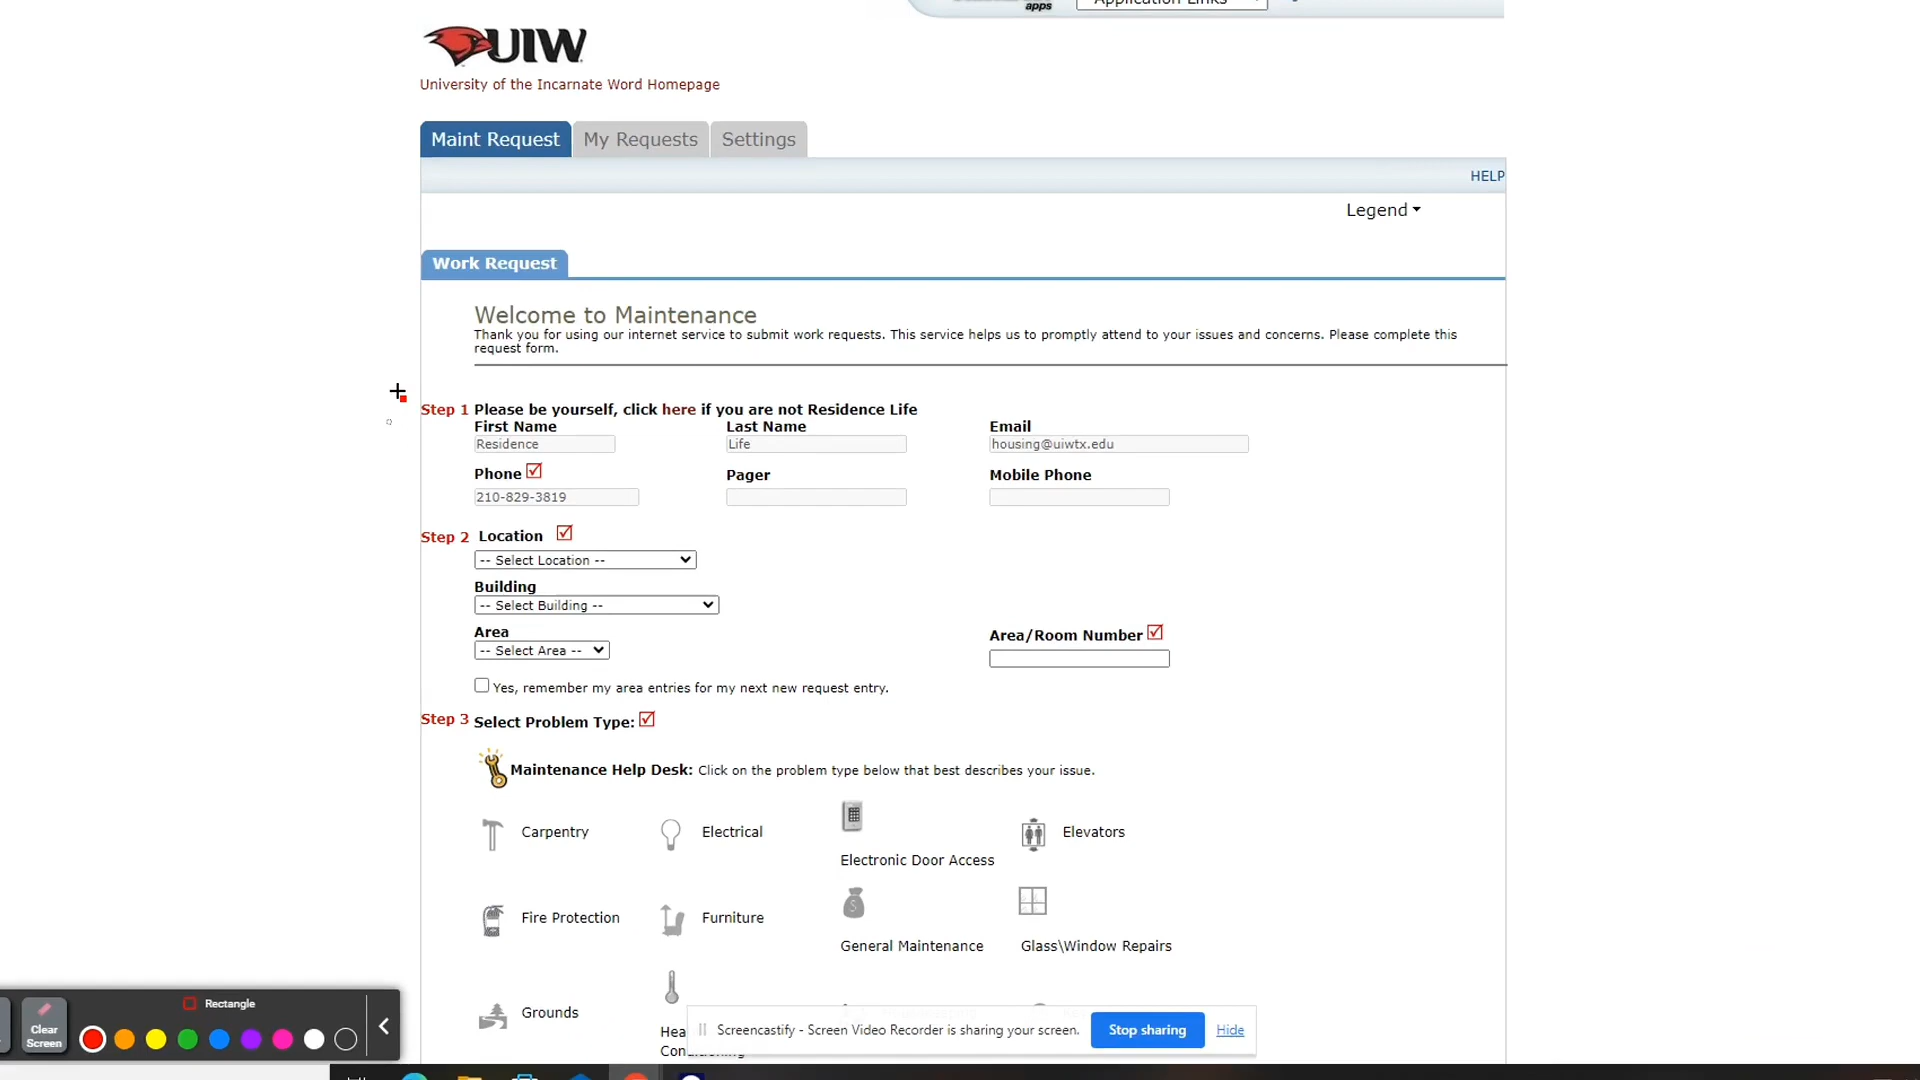 apps
Application Links
UIW
University of the Incarnate Word Homepage
Maint Request My Requests Settings
HELP
Legend
Work Request
Welcome to Maintenance
Thank you for using our internet service to submit work requests. This service helps us to promptly attend to your issues and concerns. Please complete this
request form.
Step 1 Please be yourself, click here if you are not Residence Life
First Name Last Name Email
Residence Life housing@uiwtx.edu
Phone Pager Mobile Phone
210-829-3819
Step 2 Location
-- Select Location --
Building
-- Select Building --
Area Area/Room Number
-- Select Area --
Yes, remember my area entries for my next new request entry.
Step 3 Select Problem Type:
Maintenance Help Desk: Click on the problem type below that best describes your issue.
Carpentry Electrical Elevators
Electronic Door Access
Fire Protection Furniture
General Maintenance Glass\Window Repairs
Grounds
Rectangle
Clear
Screen
Screencastify - Screen Video Recorder is sharing your screen. Stop sharing Hide